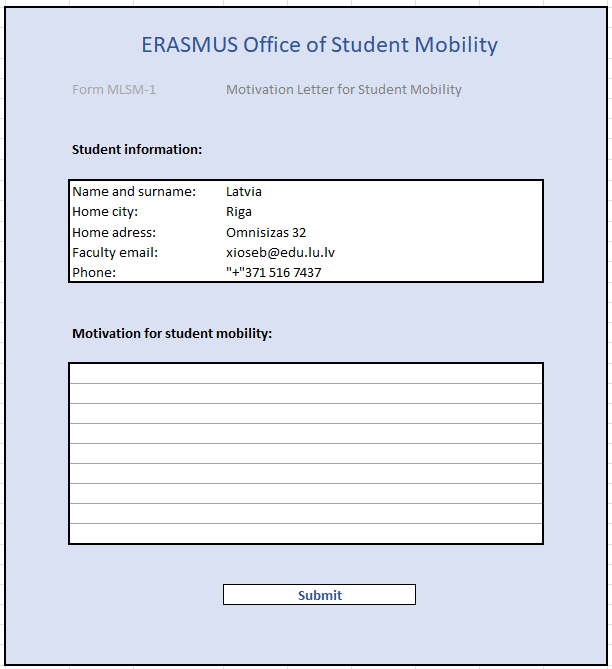 ERASMUS Office of Student Mobility
Form MLSM-1 Motivation Letter for Student Mobility
Student information:
Name and surname: Latvia
Home city: Riga
Home adress: Omnisizas 32
Faculty email: xioseb@edu.lu.lv
Phone: "+"371 516 7437
Motivation for student mobility:
Submit